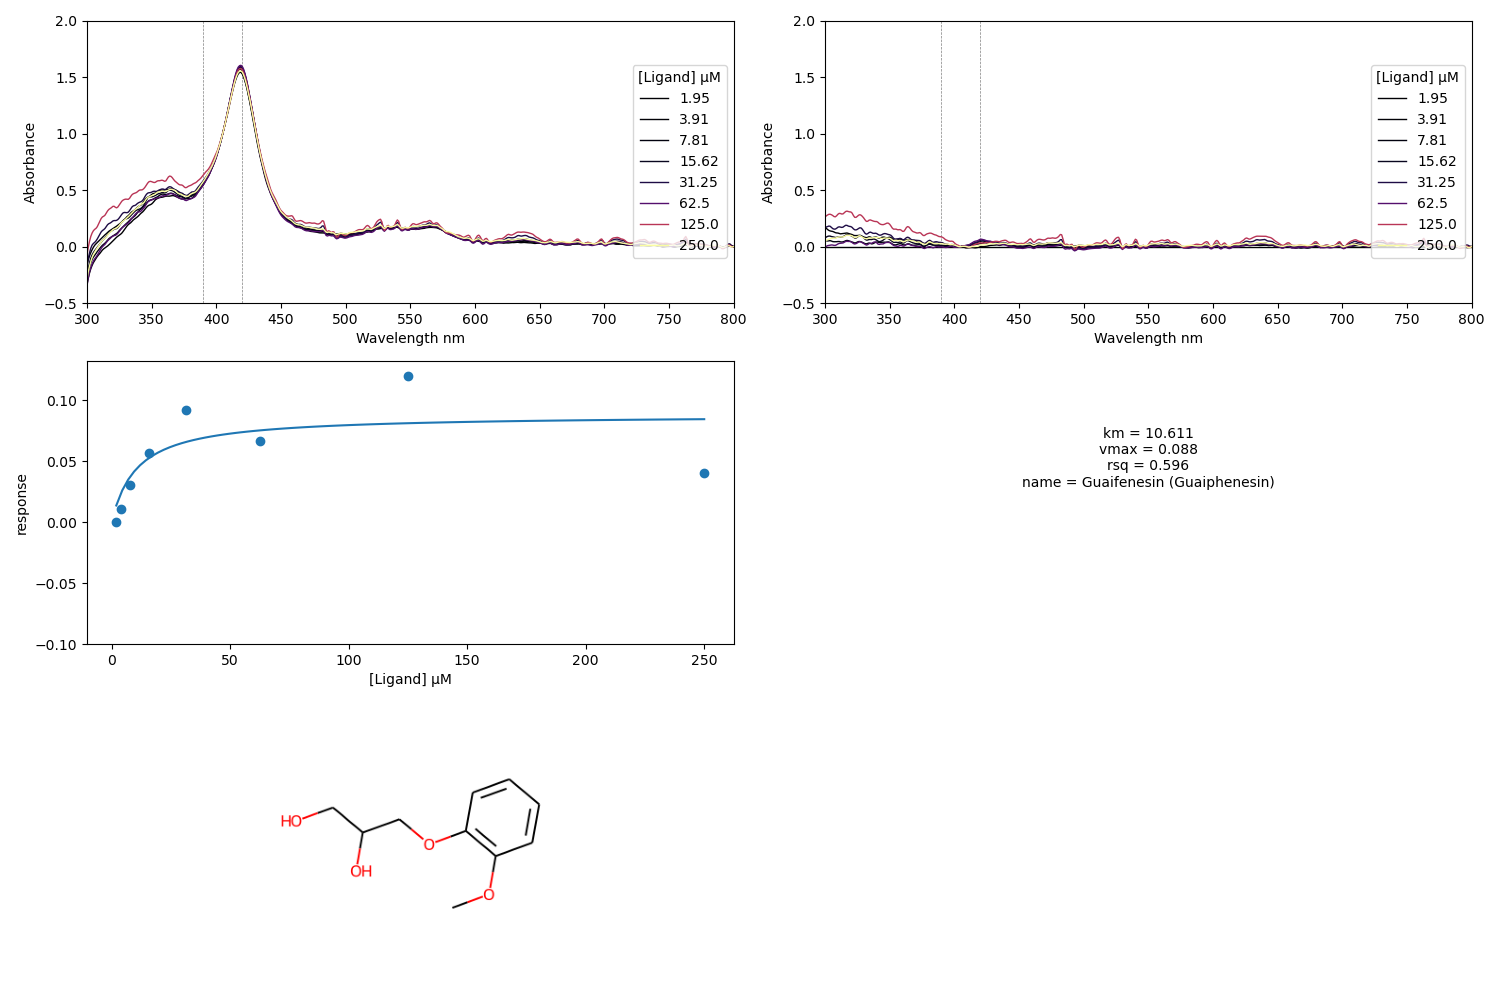 2.0
1.5
1.0
0.5
0.0
−0.5
Absorbance
300 350 400 450 500 550 600 650 700 750 800
Wavelength nm
[Ligand] μM
1.95
3.91
7.81
15.62
31.25
62.5
125.0
250.0
2.0
1.5
1.0
0.5
0.0
−0.5
Absorbance
300 350 400 450 500 550 600 650 700 750 800
Wavelength nm
[Ligand] μM
1.95
3.91
7.81
15.62
31.25
62.5
125.0
250.0
0.10
0.05
0.00
−0.05
−0.10
response
0 50 100 150 200 250
[Ligand] μM
km = 10.611
vmax = 0.088
rsq = 0.596
name = Guaifenesin (Guaiphenesin)
HO
OH
O
O